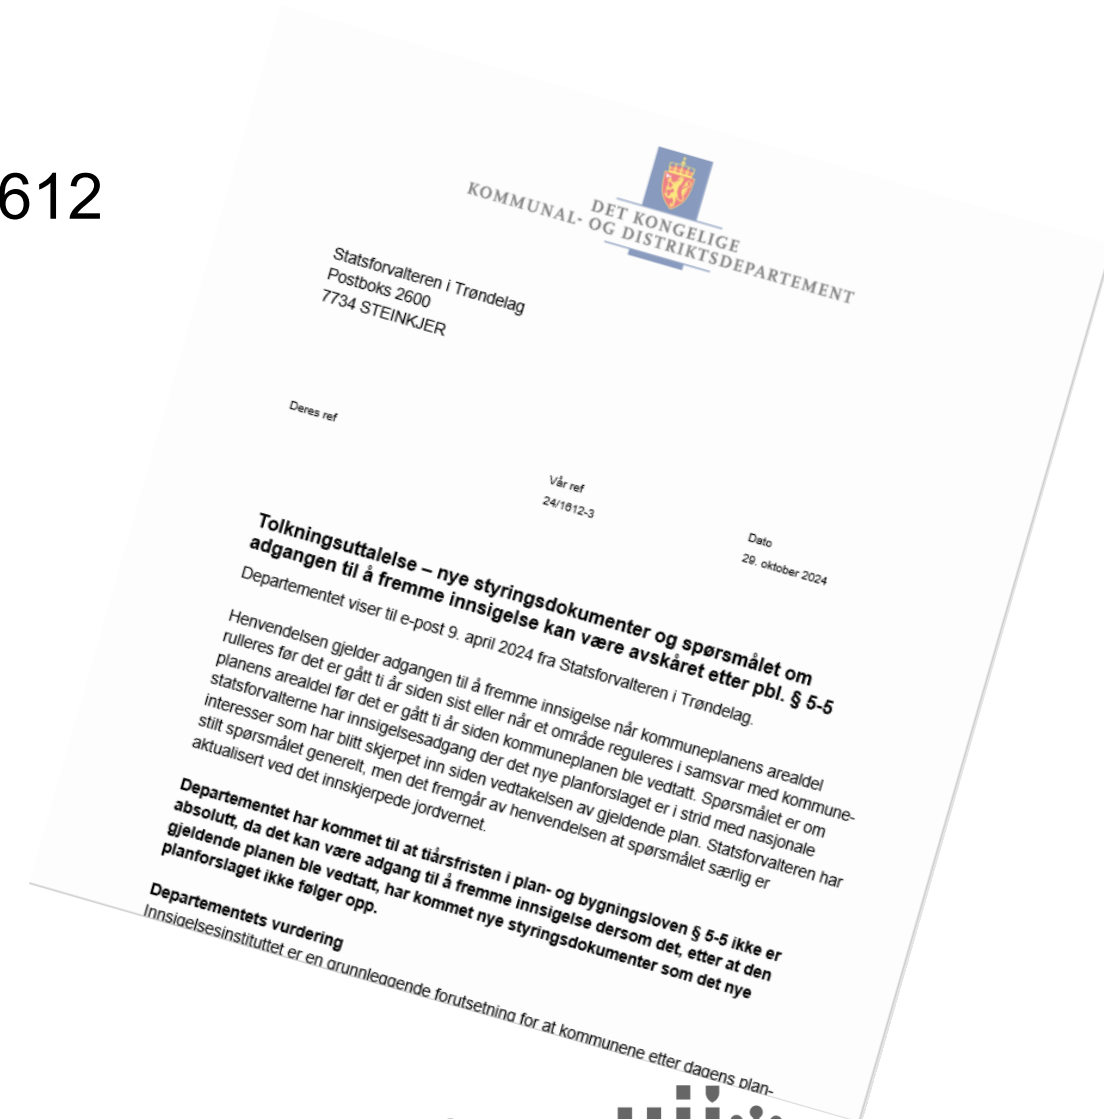 612
DET KONGELIGE
KOMMUNAL- OG DISTRIKTSDEPARTEMENT
Statsforvalteren i Trøndelag
Postboks 2600
7734 STEINKJER
Deres ref
Vår ref
24/1612-3
Dato
29. oktober 2024
Tolkningsuttalelse – nye styringsdokumenter og spørsmålet om
adgangen til å fremme innsigelse kan være avskåret etter pbl. § 5-5
Departementet viser til e-post 9. april 2024 fra Statsforvalteren i Trøndelag.
Henvendelsen gjelder adgangen til å fremme innsigelse når kommuneplanens arealdel
rulleres før det er gått ti år siden sist eller når et område reguleres i samsvar med kommune-
planens arealdel før det er gått ti år siden kommuneplanen ble vedtatt. Spørsmålet er om
statsforvalterne har innsigelsesadgang der det nye planforslaget er i strid med nasjonale
interesser som har blitt skjerpet inn siden vedtakelsen av gjeldende plan. Statsforvalteren har
stilt spørsmålet generelt, men det fremgår av henvendelsen at spørsmålet særlig er
aktualisert ved det innskjerpede jordvernet.
Departementet har kommet til at tiårsfristen i plan- og bygningsloven § 5-5 ikke er
absolutt, da det kan være adgang til å fremme innsigelse dersom det, etter at den
gjeldende planen ble vedtatt, har kommet nye styringsdokumenter som det nye
planforslaget ikke følger opp.
Departementets vurdering
Innsigelsesinstituttet er en grunnleggende forutsetning for at kommunene etter dagens plan-